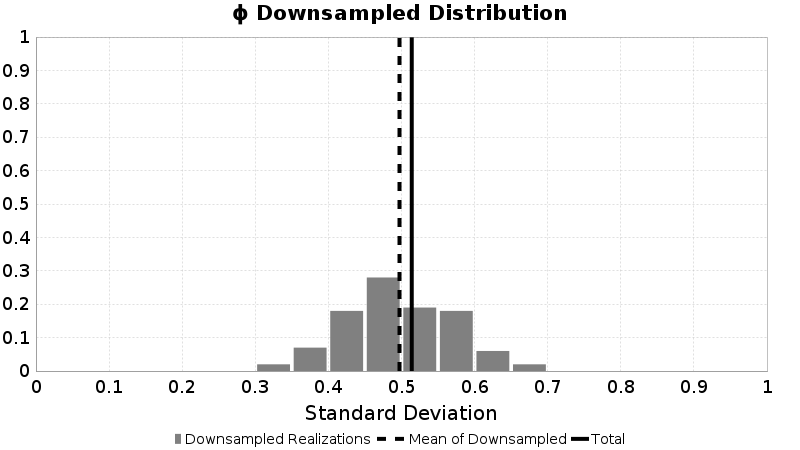 ϕ Downsampled Distribution
1
0.9
0.8
0.7
0.6
0.5
0.4
0.3
0.2
0.1
0
0 0.1 0.2 0.3 0.4 0.5 0.6 0.7 0.8 0.9 1
Standard Deviation
Downsampled Realizations Mean of Downsampled Total